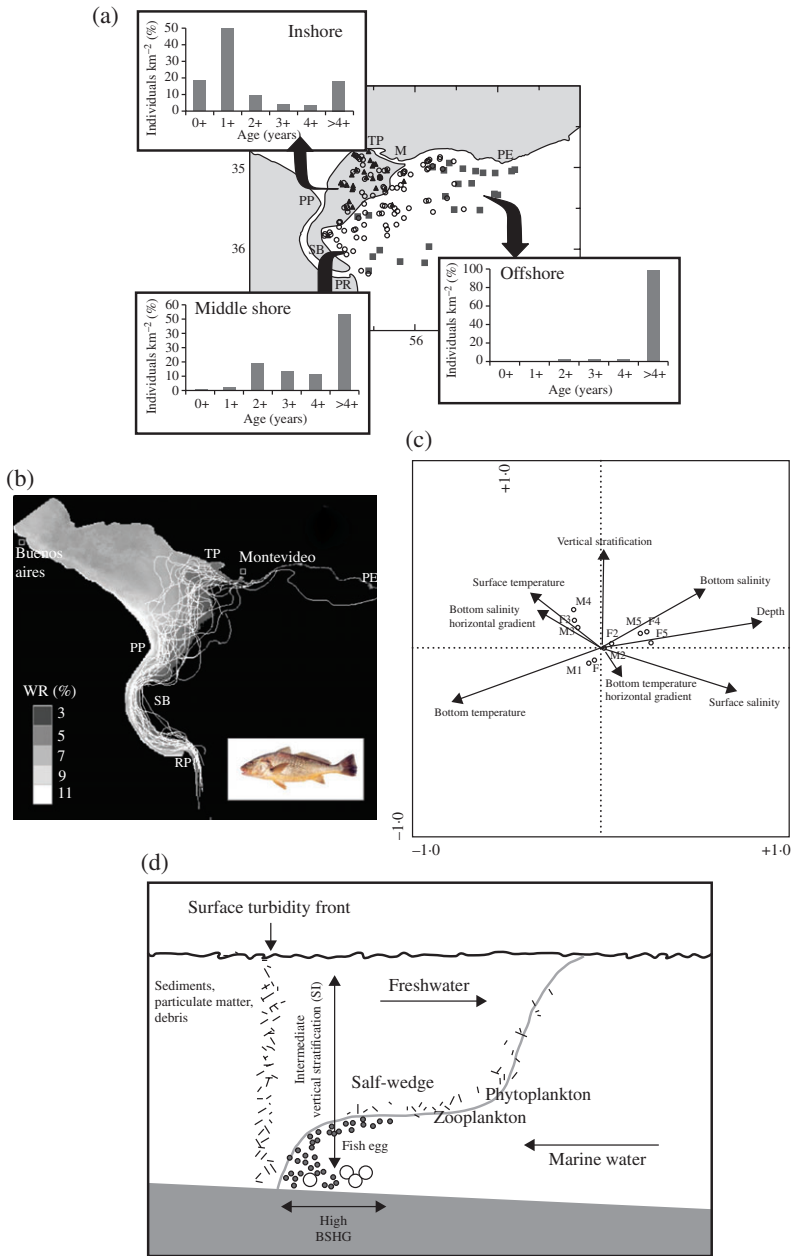 (a)
Inshore
Individuals km−2 (%)
50
40
30
20
10
0
0+ 1+ 2+ 3+ 4+ >4+
Age (years)
TP
M
PE
35
PP
36
SB
PR
56
Middle shore
Individuals km−2 (%)
60
50
40
30
20
10
0
0+ 1+ 2+ 3+ 4+ >4+
Age (years)
Offshore
Individuals km−2 (%)
100
80
60
40
20
0
0+ 1+ 2+ 3+ 4+ >4+
Age (years)
(b)
Buenos
aires
TP
Montevideo
PE
PP
SB
RP
WR (%)
3
5
7
9
11
(c)
+1·0
Vertical stratification
Surface temperature
Bottom salinity
Bottom salinity
horizontal gradient
Depth
M4
F3
M3
M5 F4
F2
F5
M2
F
M1
Bottom temperature
horizontal gradient
Bottom temperature
Surface salinity
−1·0
−1·0
+1·0
(d)
Surface turbidity front
Sediments,
particulate matter,
debris
Intermediate
vertical stratification (SI)
Freshwater
Salf-wedge
Phytoplankton
Zooplankton
Fish egg
Marine water
High
BSHG